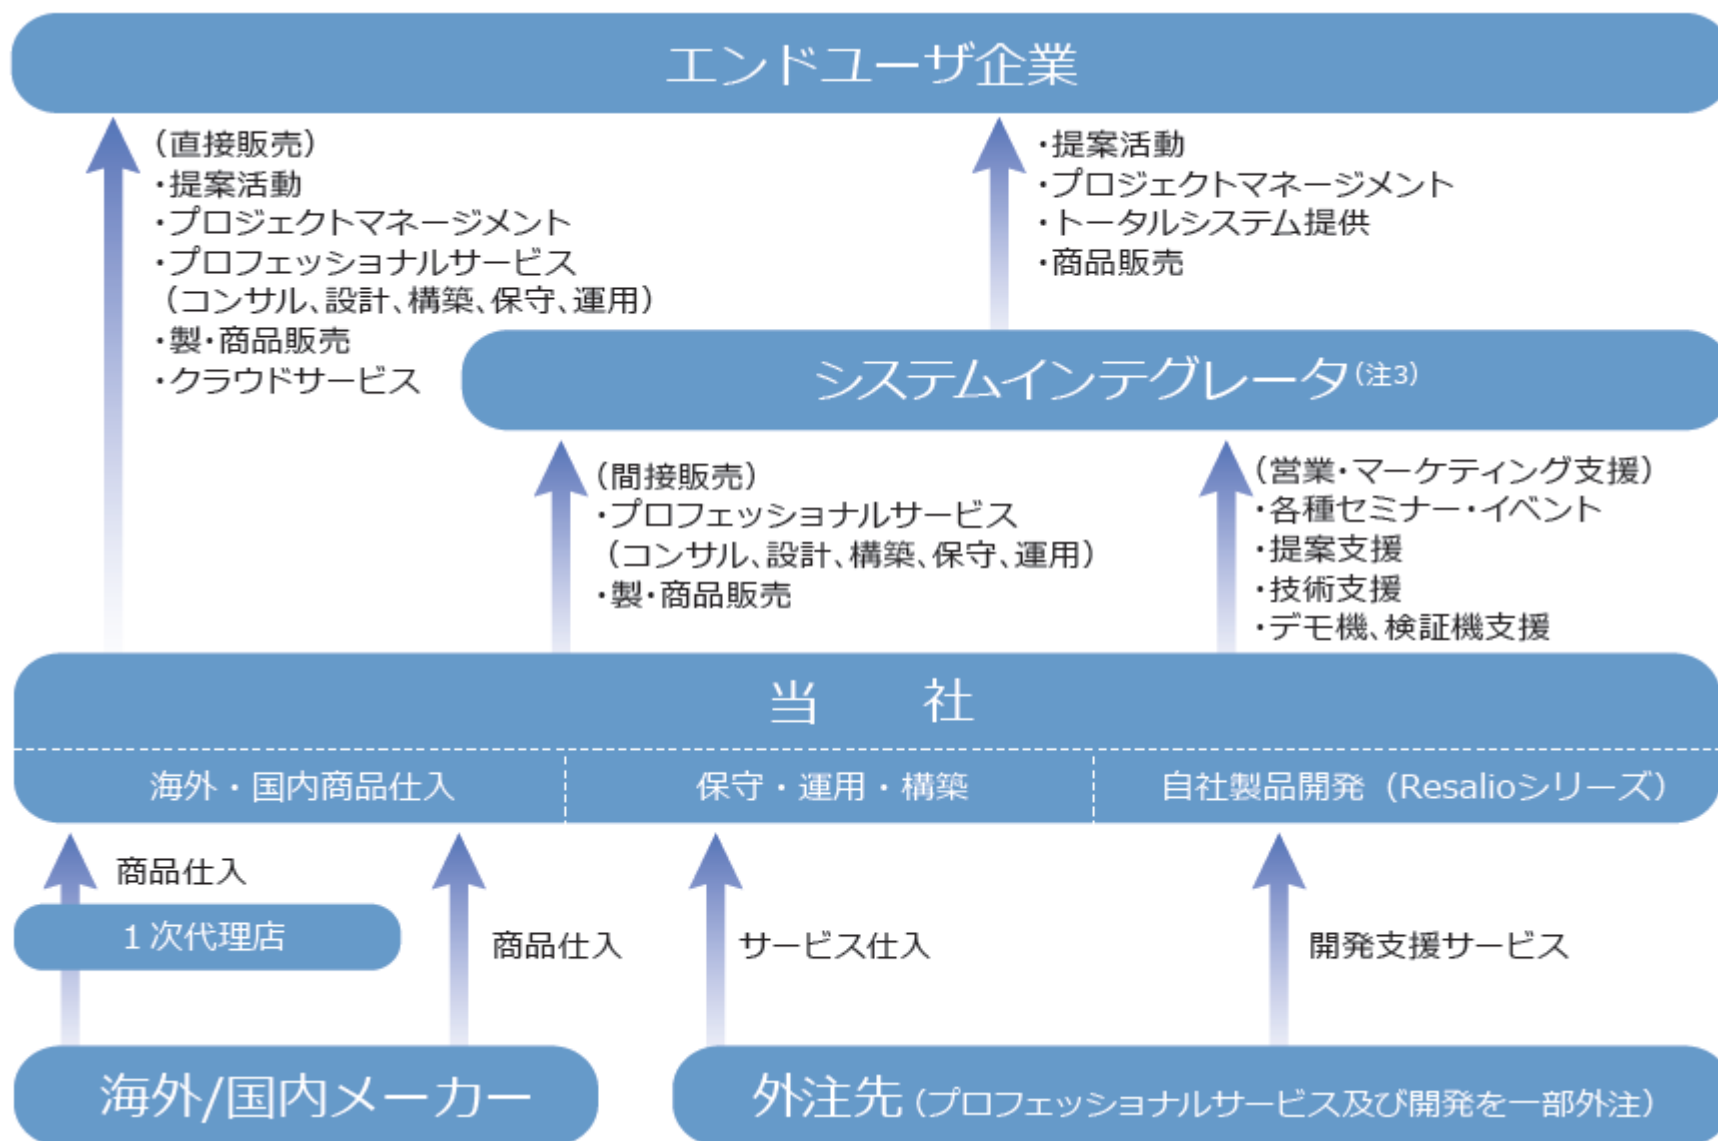 エンドユーザ企業
(直接販売)
・提案活動
・プロジェクトマネージメント
・プロフェッショナルサービス
(コンサル、設計、構築、保守、運用)
・製・商品販売
・クラウドサービス
・提案活動
・プロジェクトマネージメント
・トータルシステム提供
・商品販売
システムインテグレータ(注3)
(間接販売)
・プロフェッショナルサービス
(コンサル、設計、構築、保守、運用)
・製・商品販売
(営業・マーケティング支援)
・各種セミナー・イベント
・提案支援
・技術支援
・デモ機、検証機支援
当 社
海外・国内商品仕入
保守・運用・構築
自社製品開発(Resalioシリーズ)
商品仕入
1次代理店
商品仕入
サービス仕入
開発支援サービス
海外/国内メーカー
外注先(プロフェッショナルサービス及び開発を一部外注)